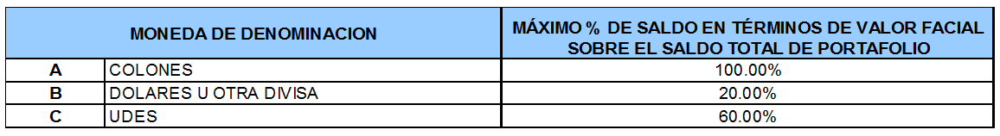 MONEDA DE DENOMINACION
MÁXIMO % DE SALDO EN TÉRMINOS DE VALOR FACIAL
SOBRE EL SALDO TOTAL DE PORTAFOLIO
A COLONES 100.00%
B DOLARES U OTRA DIVISA 20.00%
C UDES 60.00%